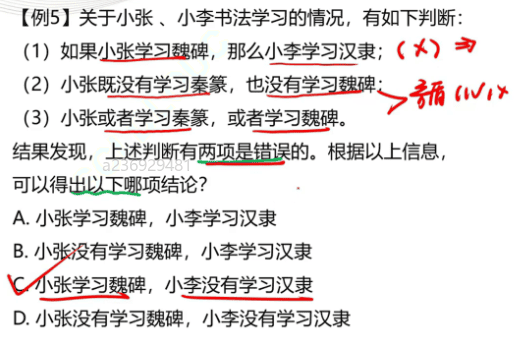 【例5】关于小张、小李书法学习的情况，有如下判断：
（1）如果小张学习魏碑，那么小李学习汉隶；（×）⇒
（2）小张既没有学习秦篆，也没有学习魏碑；
矛盾 1√1×
（3）小张或者学习秦篆，或者学习魏碑。
结果发现，上述判断有两项是错误的。根据以上信息，
a236929481
可以得出以下哪项结论？
A. 小张学习魏碑，小李学习汉隶
B. 小张没有学习魏碑，小李学习汉隶
C. 小张学习魏碑，小李没有学习汉隶
D. 小张没有学习魏碑，小李没有学习汉隶